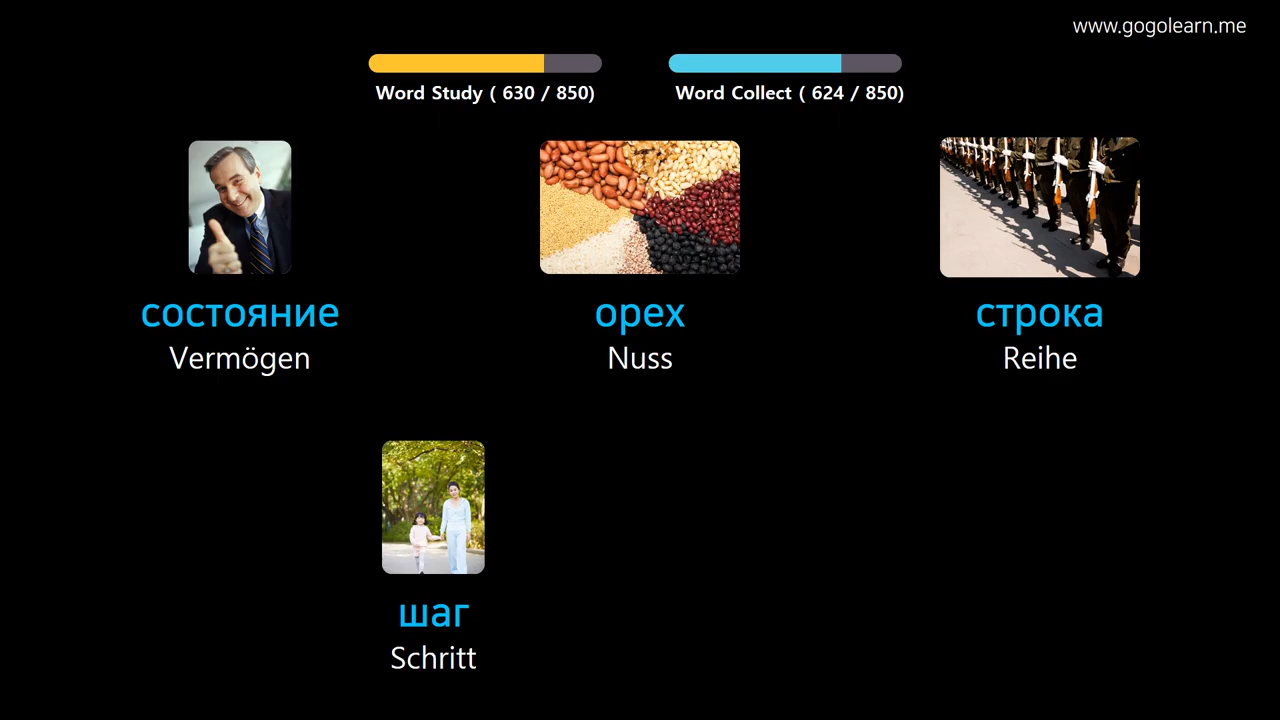 www.gogolearn.me
Word Study ( 630 / 850)
Word Collect ( 624 / 850)
состояние
Vermögen
орех
Nuss
строка
Reihe
шаг
Schritt